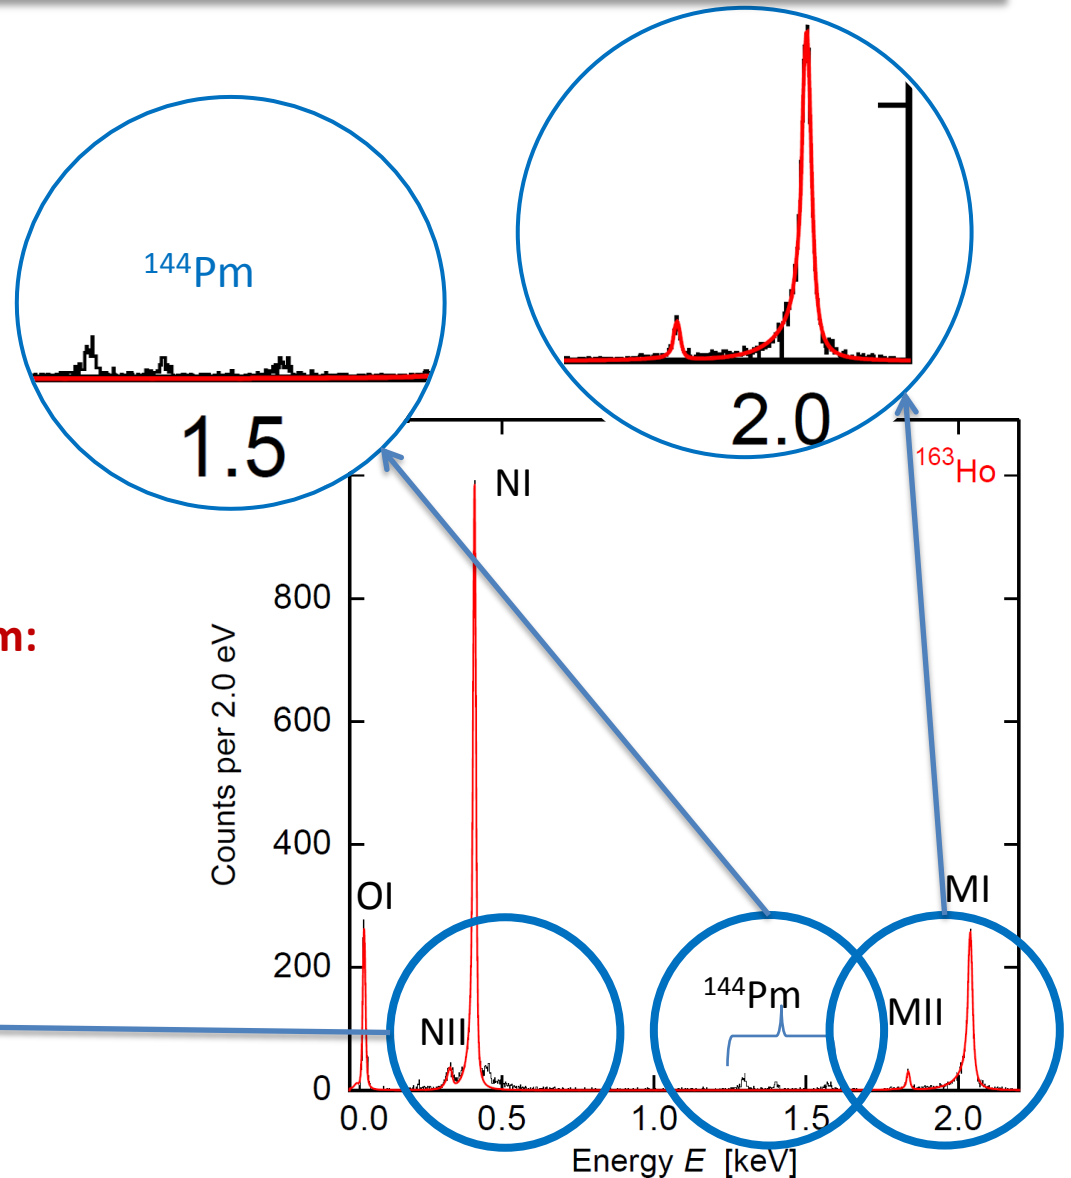 ¹⁴⁴Pm
1.5
2.0
¹⁶³Ho
NI
800
m:
600
Counts per 2.0 eV
400
OI
MI
200
¹⁴⁴Pm
MII
NII
0
0.0 0.5 1.0 1.5 2.0
Energy E [keV]